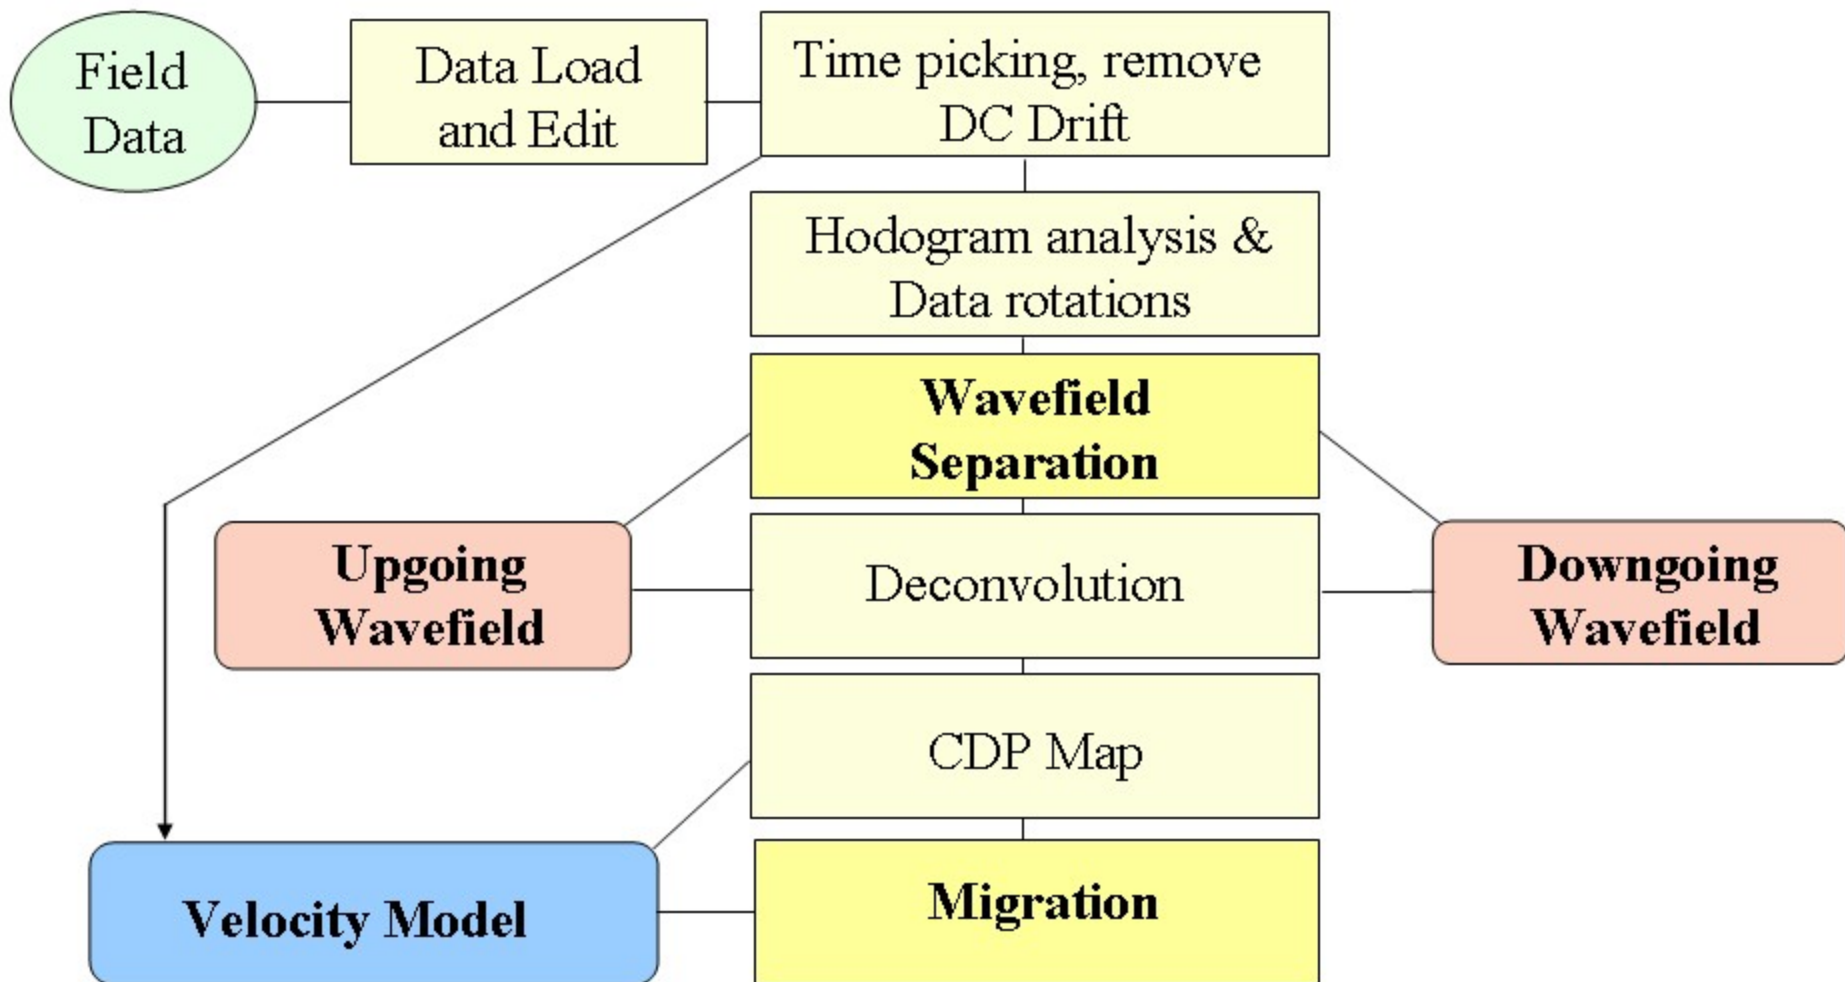 Field
Data
Data Load
and Edit
Time picking, remove
DC Drift
Hodogram analysis &
Data rotations
Wavefield
Separation
Upgoing
Wavefield
Deconvolution
Downgoing
Wavefield
CDP Map
Velocity Model
Migration